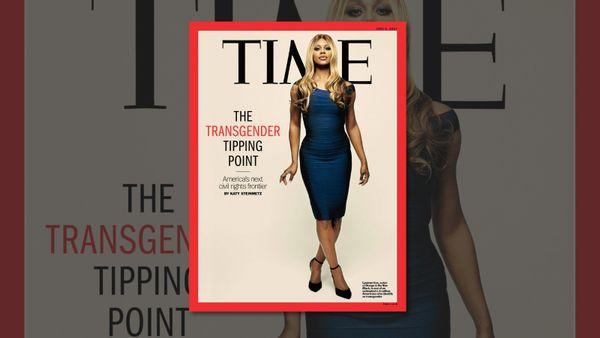 TIME
THE
TRANSGENDER
TIPPING
POINT
America's next
civil rights frontier
BY KATY STEINMETZ
THE
TRANSGEN
TIPPING
POINT